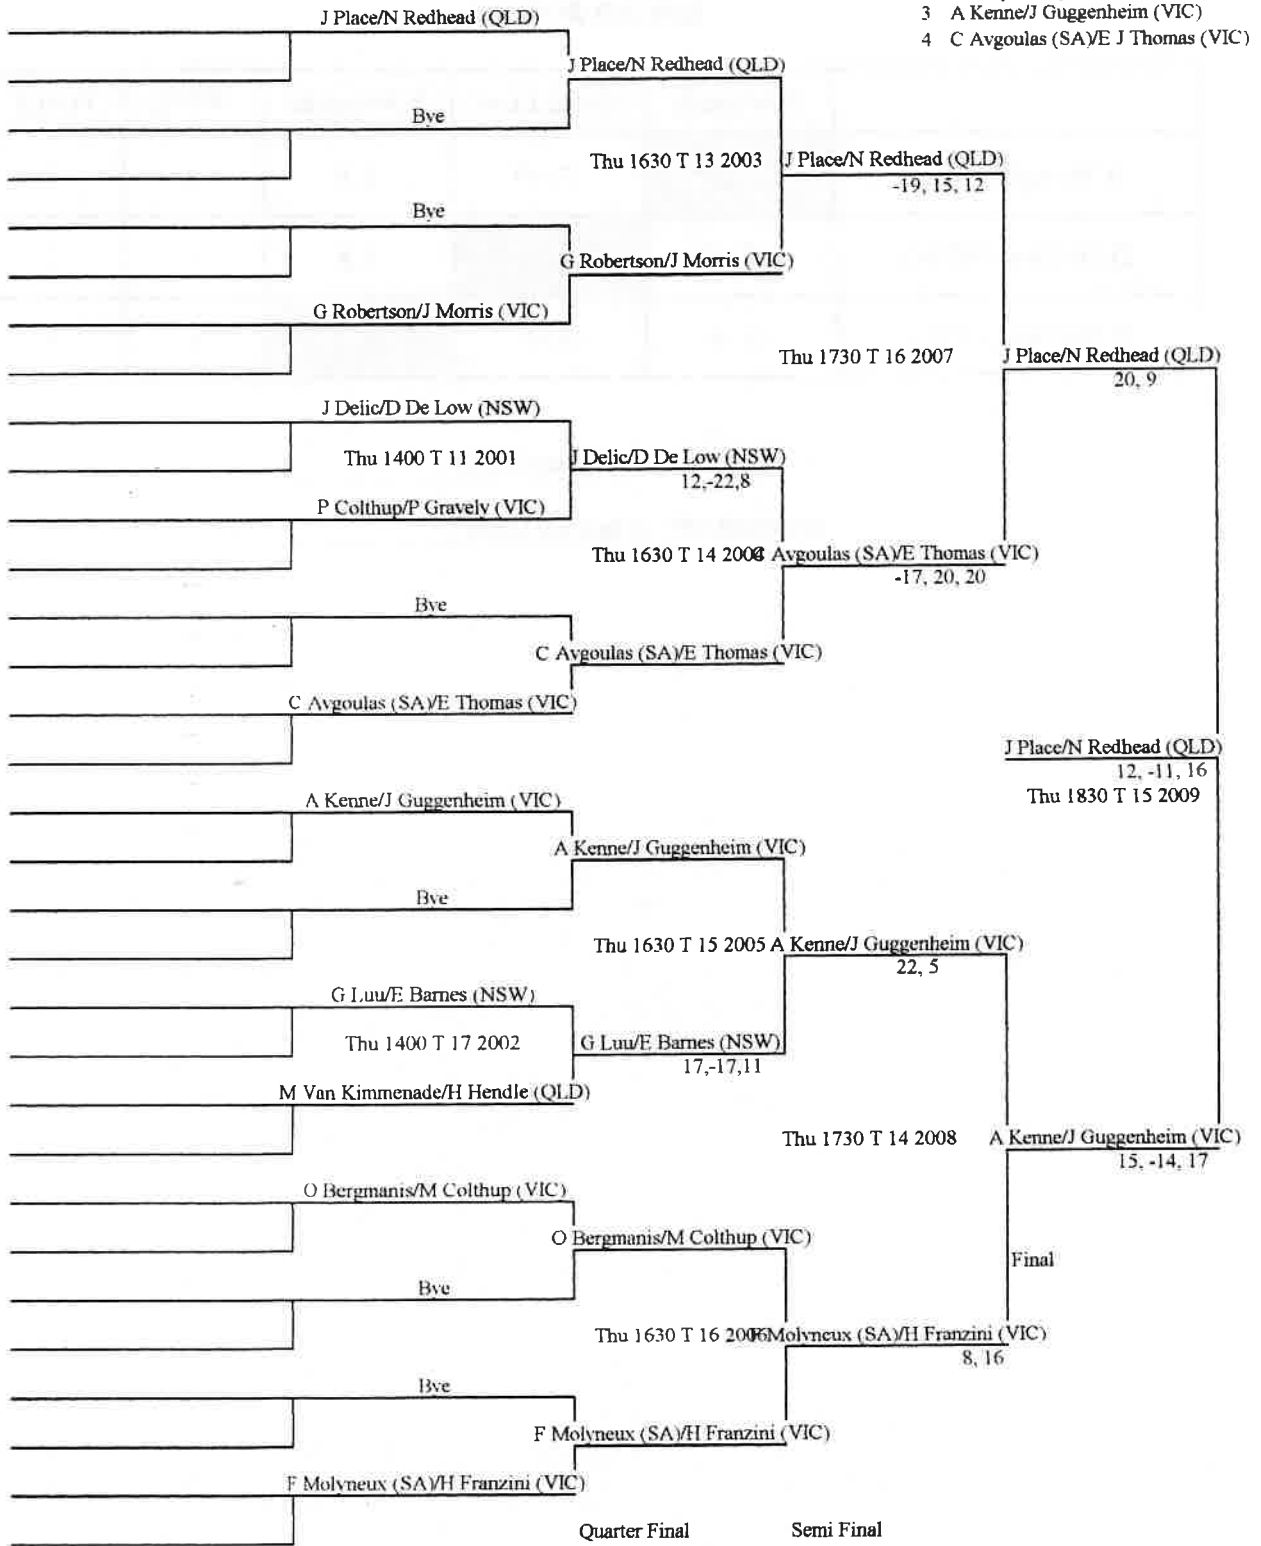 J Place/N Redhead (QLD)
3 A Kenne/J Guggenheim (VIC)
4 C Avgoulas (SA)/E J Thomas (VIC)
J Place/N Redhead (QLD)
Bye
Thu 1630 T 13 2003
J Place/N Redhead (QLD)
-19, 15, 12
Bye
G Robertson/J Morris (VIC)
G Robertson/J Morris (VIC)
Thu 1730 T 16 2007
J Place/N Redhead (QLD)
20, 9
J Delic/D De Low (NSW)
Thu 1400 T 11 2001
J Delic/D De Low (NSW)
12,-22,8
P Colthup/P Gravely (VIC)
Thu 1630 T 14 2004
C Avgoulas (SA)/E Thomas (VIC)
-17, 20, 20
Bye
C Avgoulas (SA)/E Thomas (VIC)
C Avgoulas (SA)/E Thomas (VIC)
J Place/N Redhead (QLD)
12, -11, 16
Thu 1830 T 15 2009
A Kenne/J Guggenheim (VIC)
A Kenne/J Guggenheim (VIC)
Bye
Thu 1630 T 15 2005
A Kenne/J Guggenheim (VIC)
22, 5
G Luu/E Barnes (NSW)
Thu 1400 T 17 2002
G Luu/E Barnes (NSW)
17,-17,11
M Van Kimmenade/H Hendle (QLD)
Thu 1730 T 14 2008
A Kenne/J Guggenheim (VIC)
15, -14, 17
O Bergmanis/M Colthup (VIC)
O Bergmanis/M Colthup (VIC)
Final
Bye
Thu 1630 T 16 2006
F Molyneux (SA)/H Franzini (VIC)
8, 16
Bye
F Molyneux (SA)/H Franzini (VIC)
F Molyneux (SA)/H Franzini (VIC)
Quarter Final
Semi Final